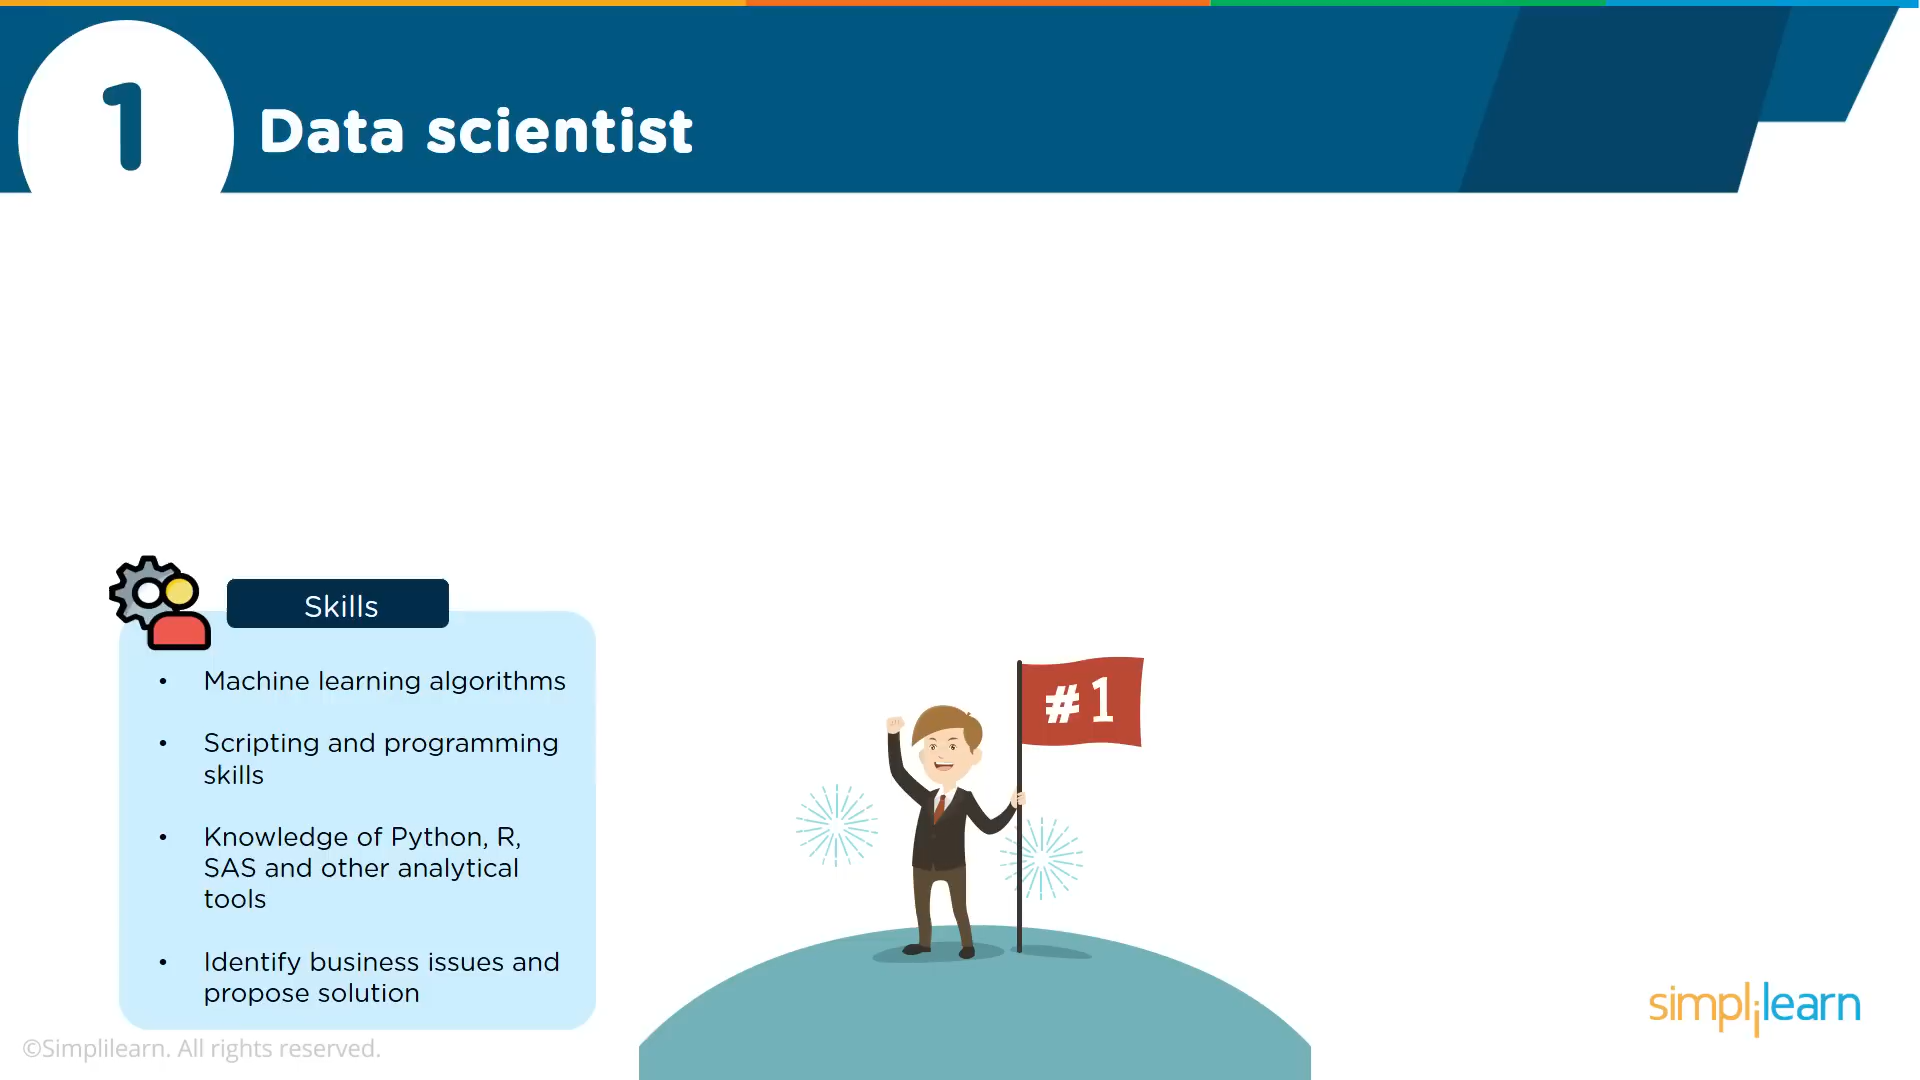 1
Data scientist
Skills
• Machine learning algorithms
• Scripting and programming
skills
• Knowledge of Python, R,
SAS and other analytical
tools
• Identify business issues and
propose solution
#1
simplilearn
©Simplilearn. All rights reserved.